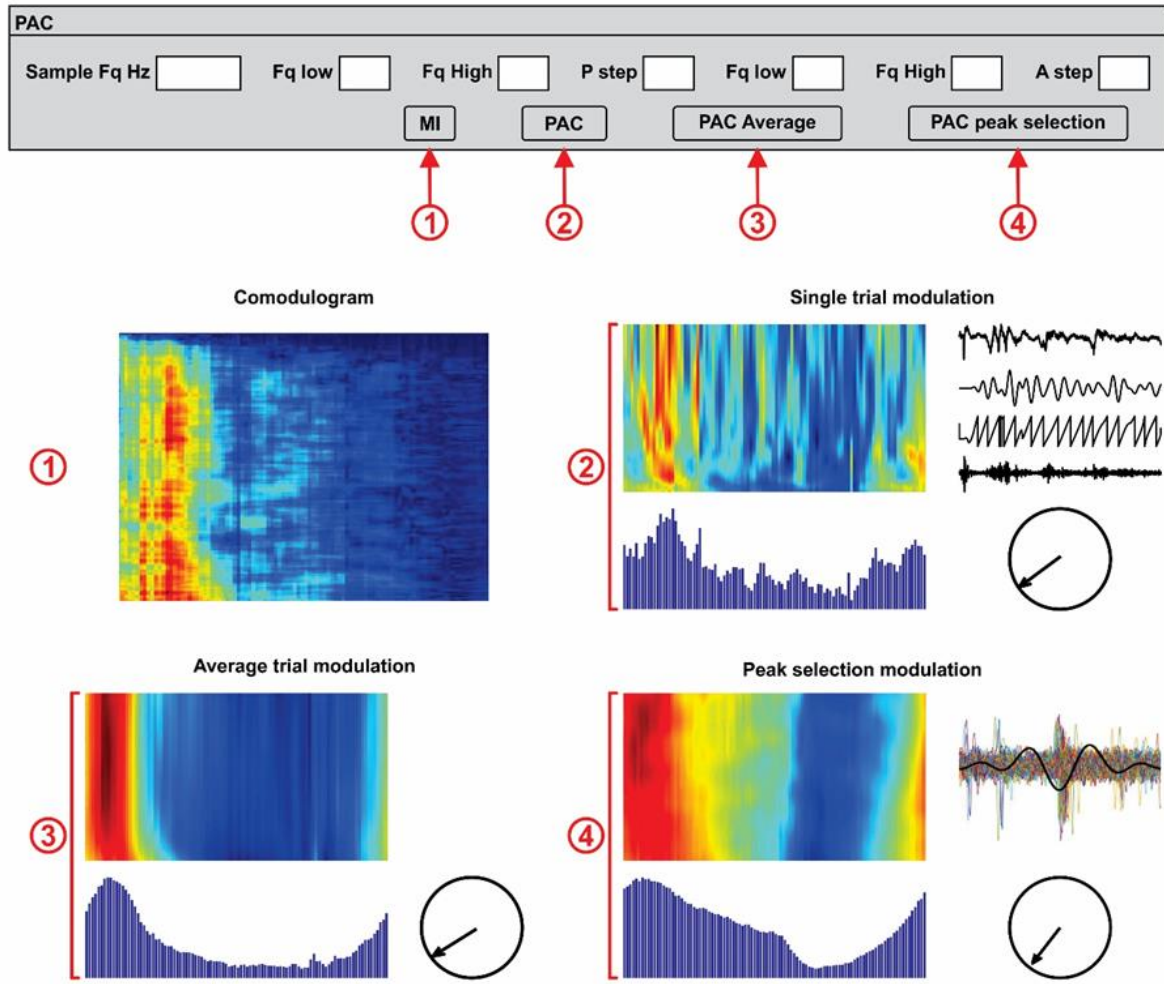 PAC
Sample Fq Hz Fq low Fq High P step Fq low Fq High A step
MI PAC PAC Average PAC peak selection
1 2 3 4
Comodulogram Single trial modulation
1 2
Average trial modulation Peak selection modulation
3 4